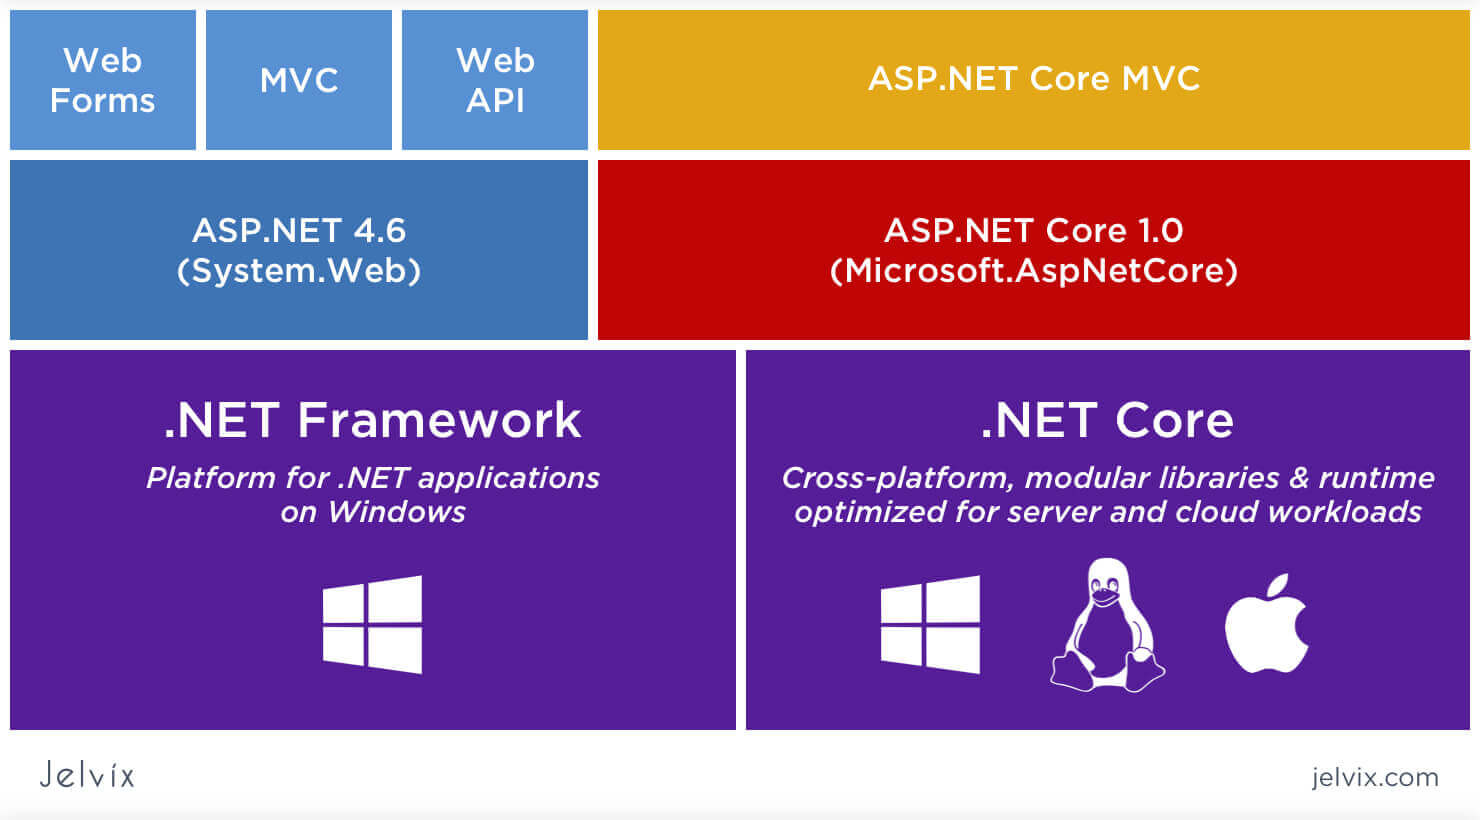 Web
Forms
MVC
Web
API
ASP.NET Core MVC
ASP.NET 4.6
(System.Web)
ASP.NET Core 1.0
(Microsoft.AspNetCore)
.NET Framework
Platform for .NET applications
on Windows
.NET Core
Cross-platform, modular libraries & runtime
optimized for server and cloud workloads
Jelvix
jelvix.com